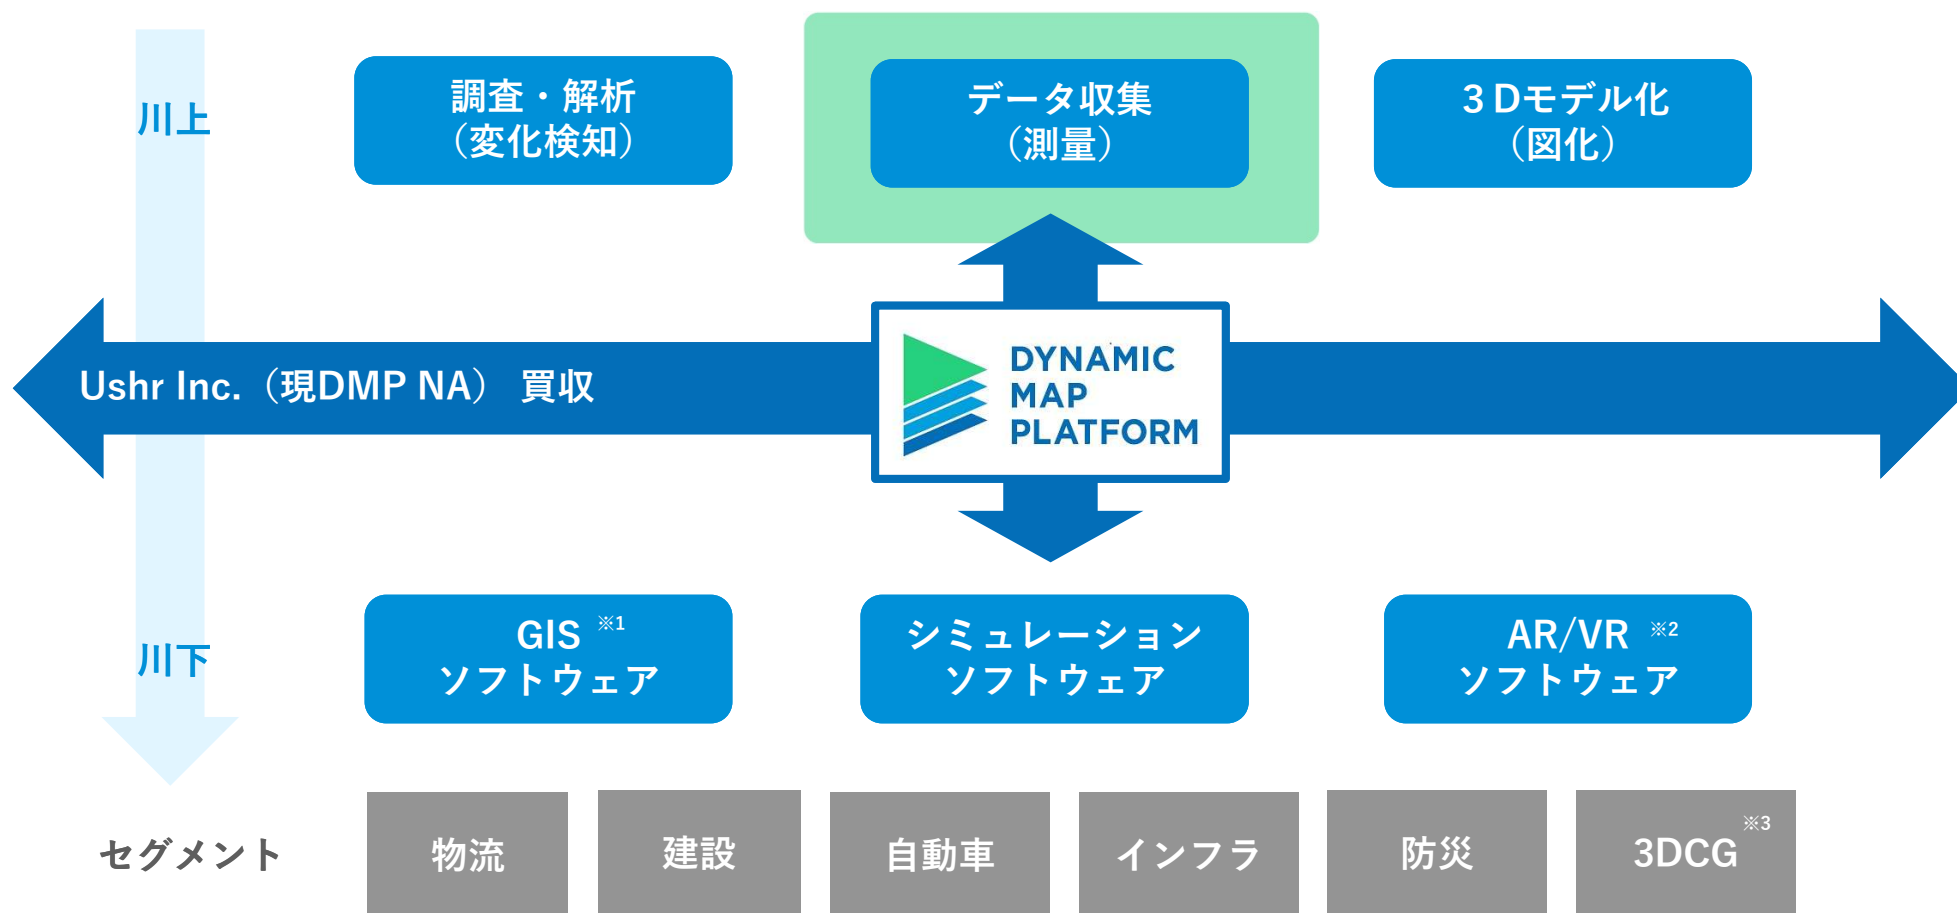 川上
調査・解析
（変化検知）
データ収集
（測量）
３Dモデル化
（図化）
Ushr Inc.（現DMP NA） 買収
DYNAMIC
MAP
PLATFORM
川下
GIS ※1
ソフトウェア
シミュレーション
ソフトウェア
AR/VR ※2
ソフトウェア
セグメント
物流
建設
自動車
インフラ
防災
3DCG ※3